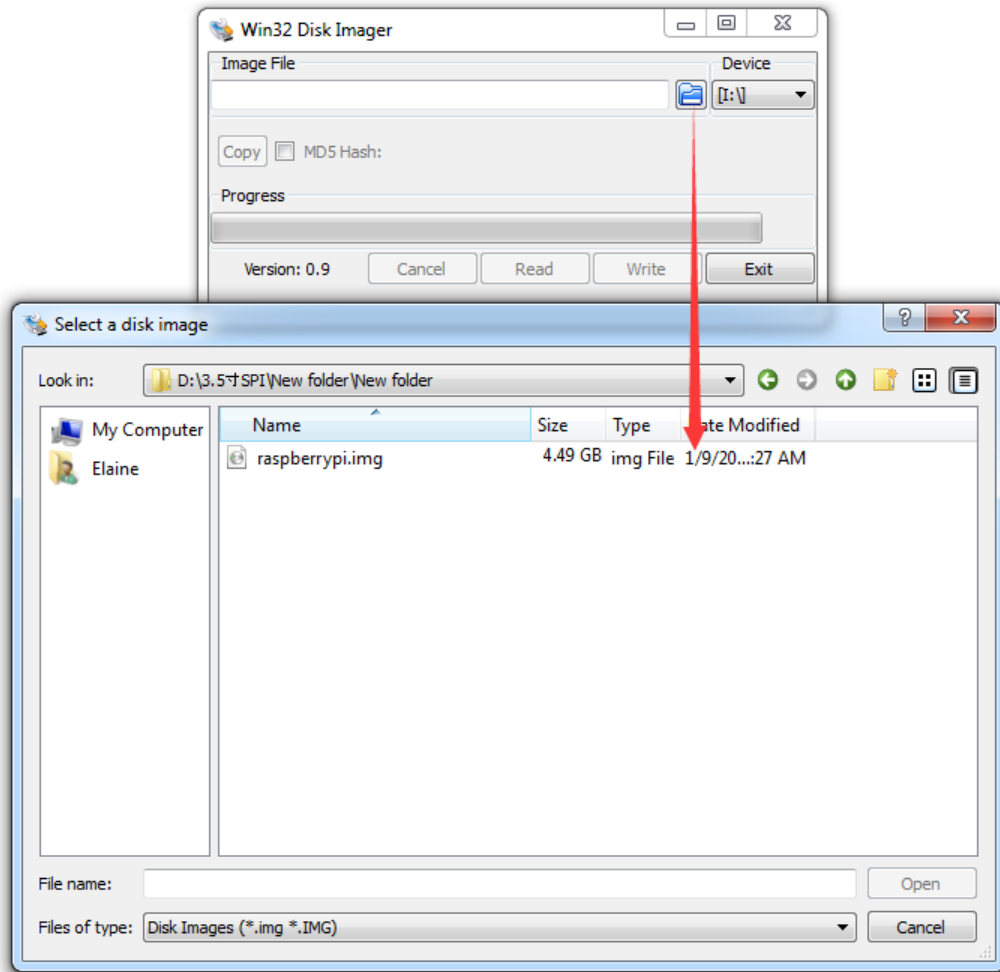 Win32 Disk Imager
Image File Device
[I:\]
Copy MD5 Hash:
Progress
Version: 0.9 Cancel Read Write Exit
Select a disk image
Look in: D:\3.5寸SPI\New folder\New folder
My Computer
Elaine
Name Size Type ate Modified
raspberrypi.img 4.49 GB img File 1/9/20...:27 AM
File name: Open
Files of type: Disk Images (*.img *.IMG) Cancel